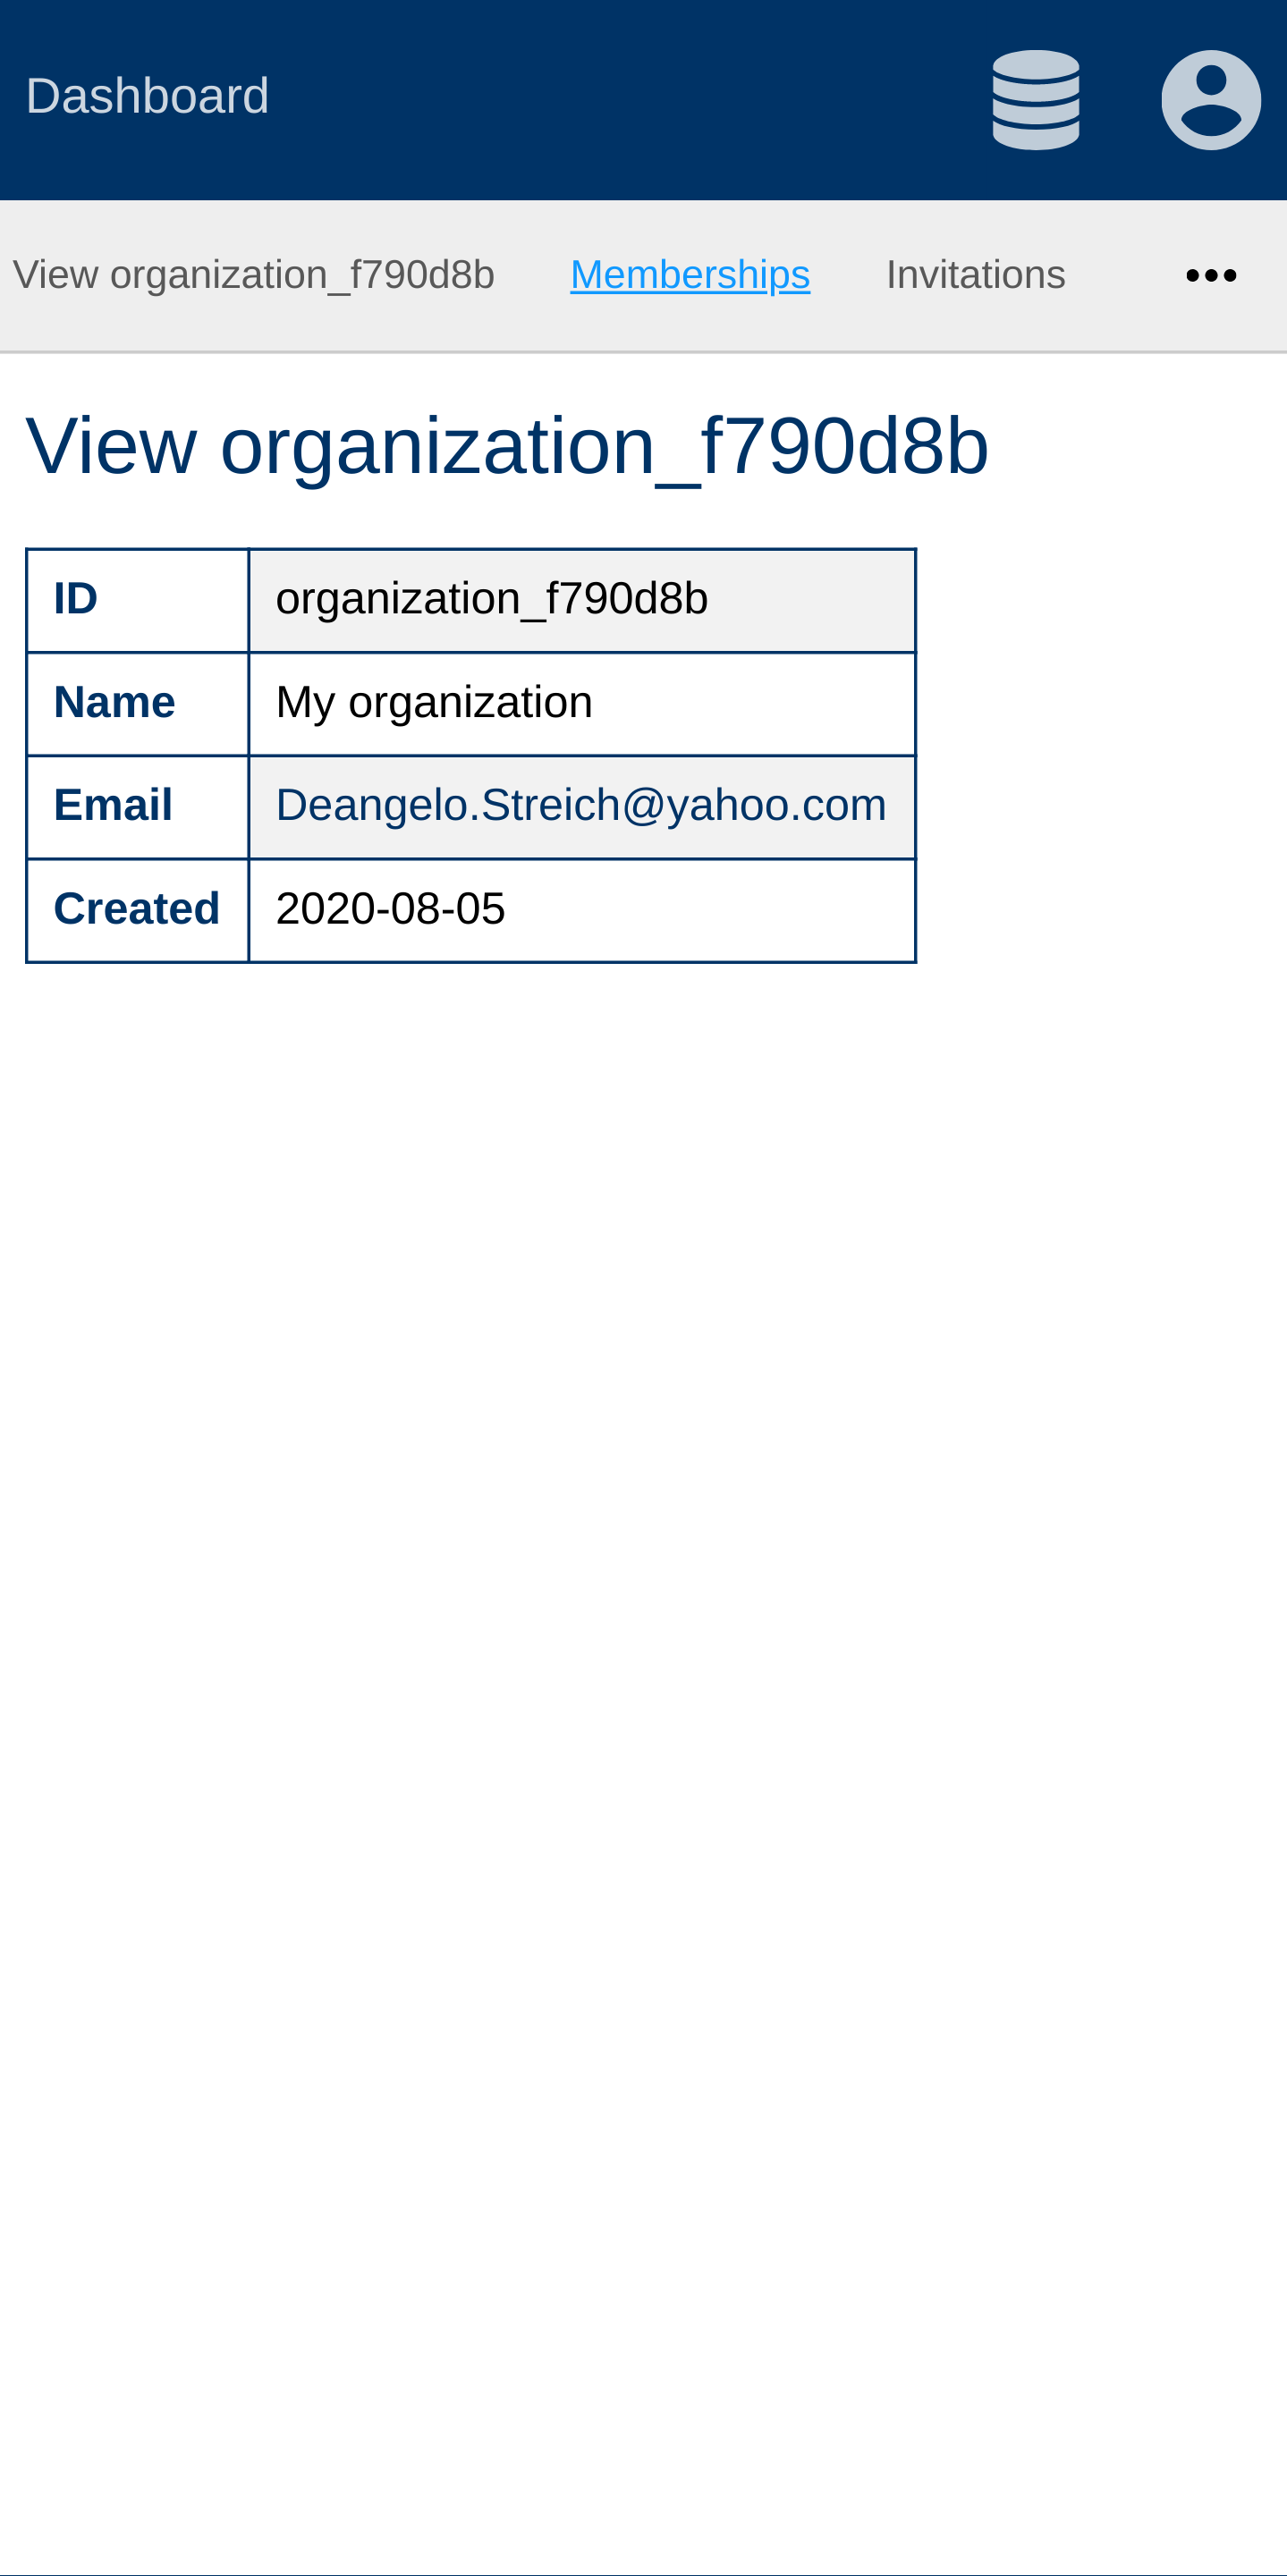 Dashboard
View organization_f790d8b Memberships Invitations
View organization_f790d8b
ID organization_f790d8b
Name My organization
Email Deangelo.Streich@yahoo.com
Created 2020-08-05